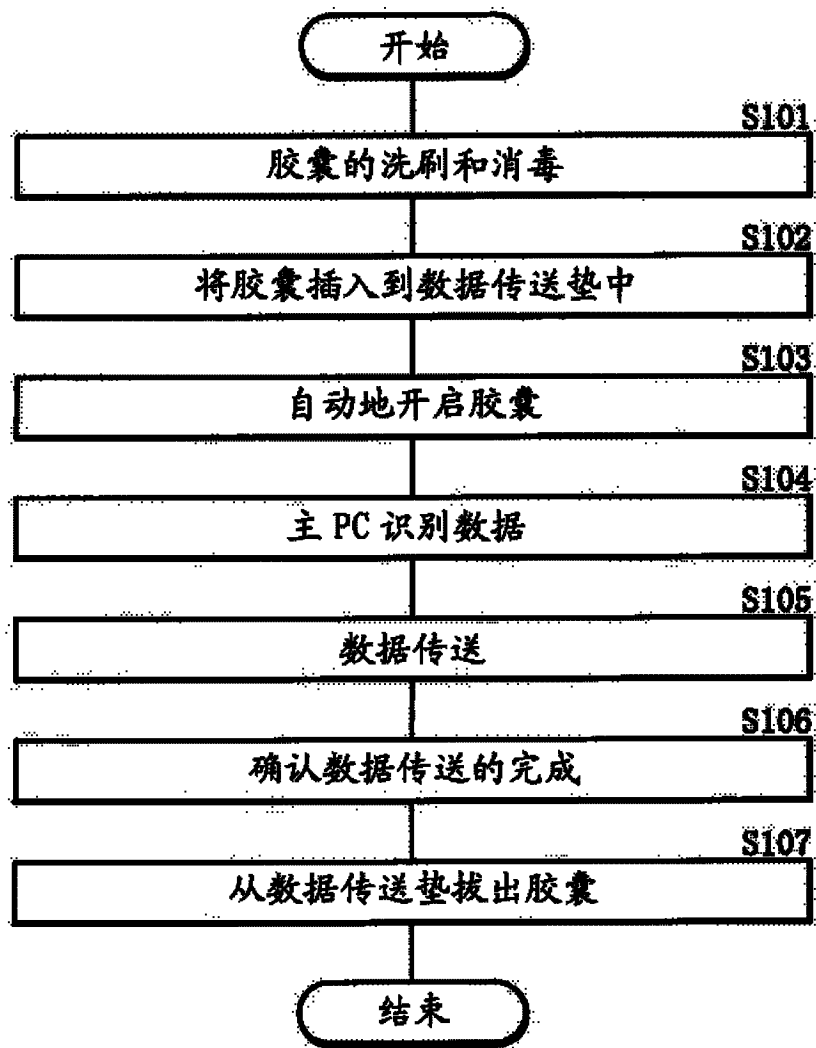 开始
S101
胶囊的洗刷和消毒
S102
将胶囊插入到数据传送垫中
S103
自动地开启胶囊
S104
主PC识别数据
S105
数据传送
S106
确认数据传送的完成
S107
从数据传送垫拔出胶囊
结束